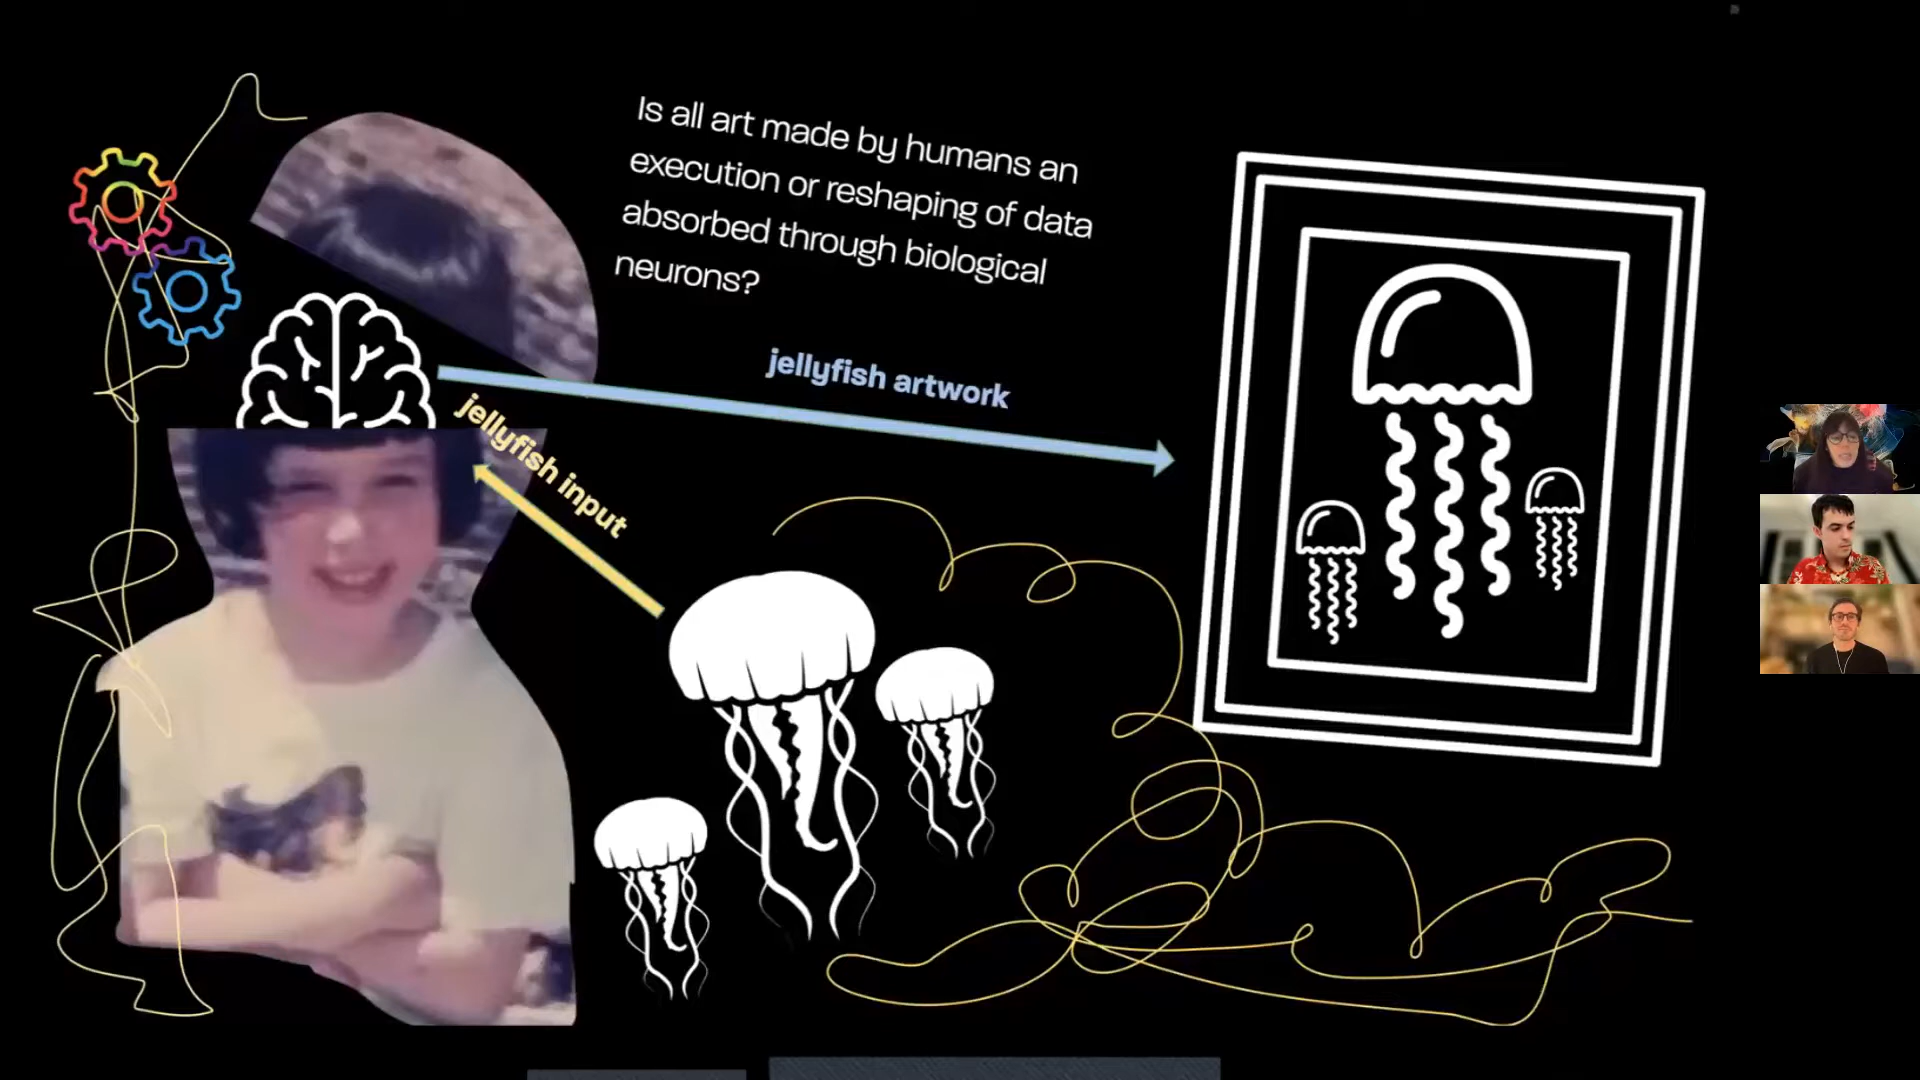 Is all art made by humans an
execution or reshaping of data
absorbed through biological
neurons?
jellyfish artwork
jellyfish input